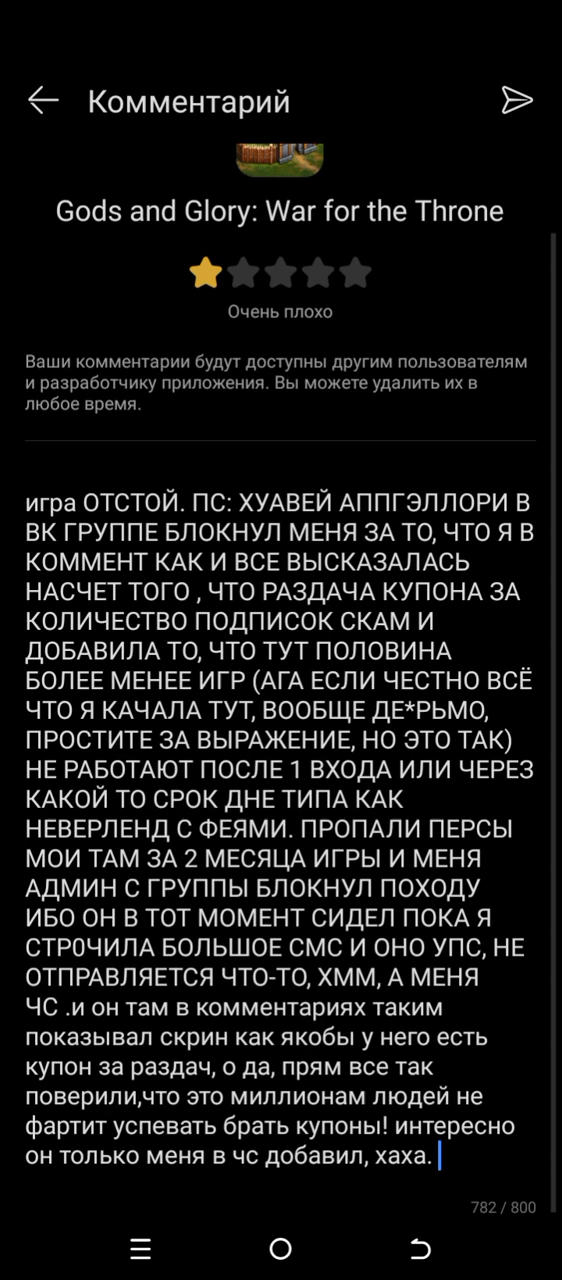 Комментарий
Gods and Glory: War for the Throne
Очень плохо
Ваши комментарии будут доступны другим пользователям
и разработчику приложения. Вы можете удалить их в
любое время.
игра ОТСТОЙ. ПС: ХУАВЕЙ АППГЭЛЛОРИ В
ВК ГРУППЕ БЛОКНУЛ МЕНЯ ЗА ТО, ЧТО Я В
КОММЕНТ КАК И ВСЕ ВЫСКАЗАЛАСЬ
НАСЧЕТ ТОГО , ЧТО РАЗДАЧА КУПОНА ЗА
КОЛИЧЕСТВО ПОДПИСОК СКАМ И
ДОБАВИЛА ТО, ЧТО ТУТ ПОЛОВИНА
БОЛЕЕ МЕНЕЕ ИГР (АГА ЕСЛИ ЧЕСТНО ВСЁ
ЧТО Я КАЧАЛА ТУТ, ВООБЩЕ ДЕ*РЬМО,
ПРОСТИТЕ ЗА ВЫРАЖЕНИЕ, НО ЭТО ТАК)
НЕ РАБОТАЮТ ПОСЛЕ 1 ВХОДА ИЛИ ЧЕРЕЗ
КАКОЙ ТО СРОК ДНЕ ТИПА КАК
НЕВЕРЛЕНД С ФЕЯМИ. ПРОПАЛИ ПЕРСЫ
МОИ ТАМ ЗА 2 МЕСЯЦА ИГРЫ И МЕНЯ
АДМИН С ГРУППЫ БЛОКНУЛ ПОХОДУ
ИБО ОН В ТОТ МОМЕНТ СИДЕЛ ПОКА Я
СТР0ЧИЛА БОЛЬШОЕ СМС И ОНО УПС, НЕ
ОТПРАВЛЯЕТСЯ ЧТО-ТО, ХММ, А МЕНЯ
ЧС .и он там в комментариях таким
показывал скрин как якобы у него есть
купон за раздач, о да, прям все так
поверили,что это миллионам людей не
фартит успевать брать купоны! интересно
он только меня в чс добавил, хаха.
782 / 800